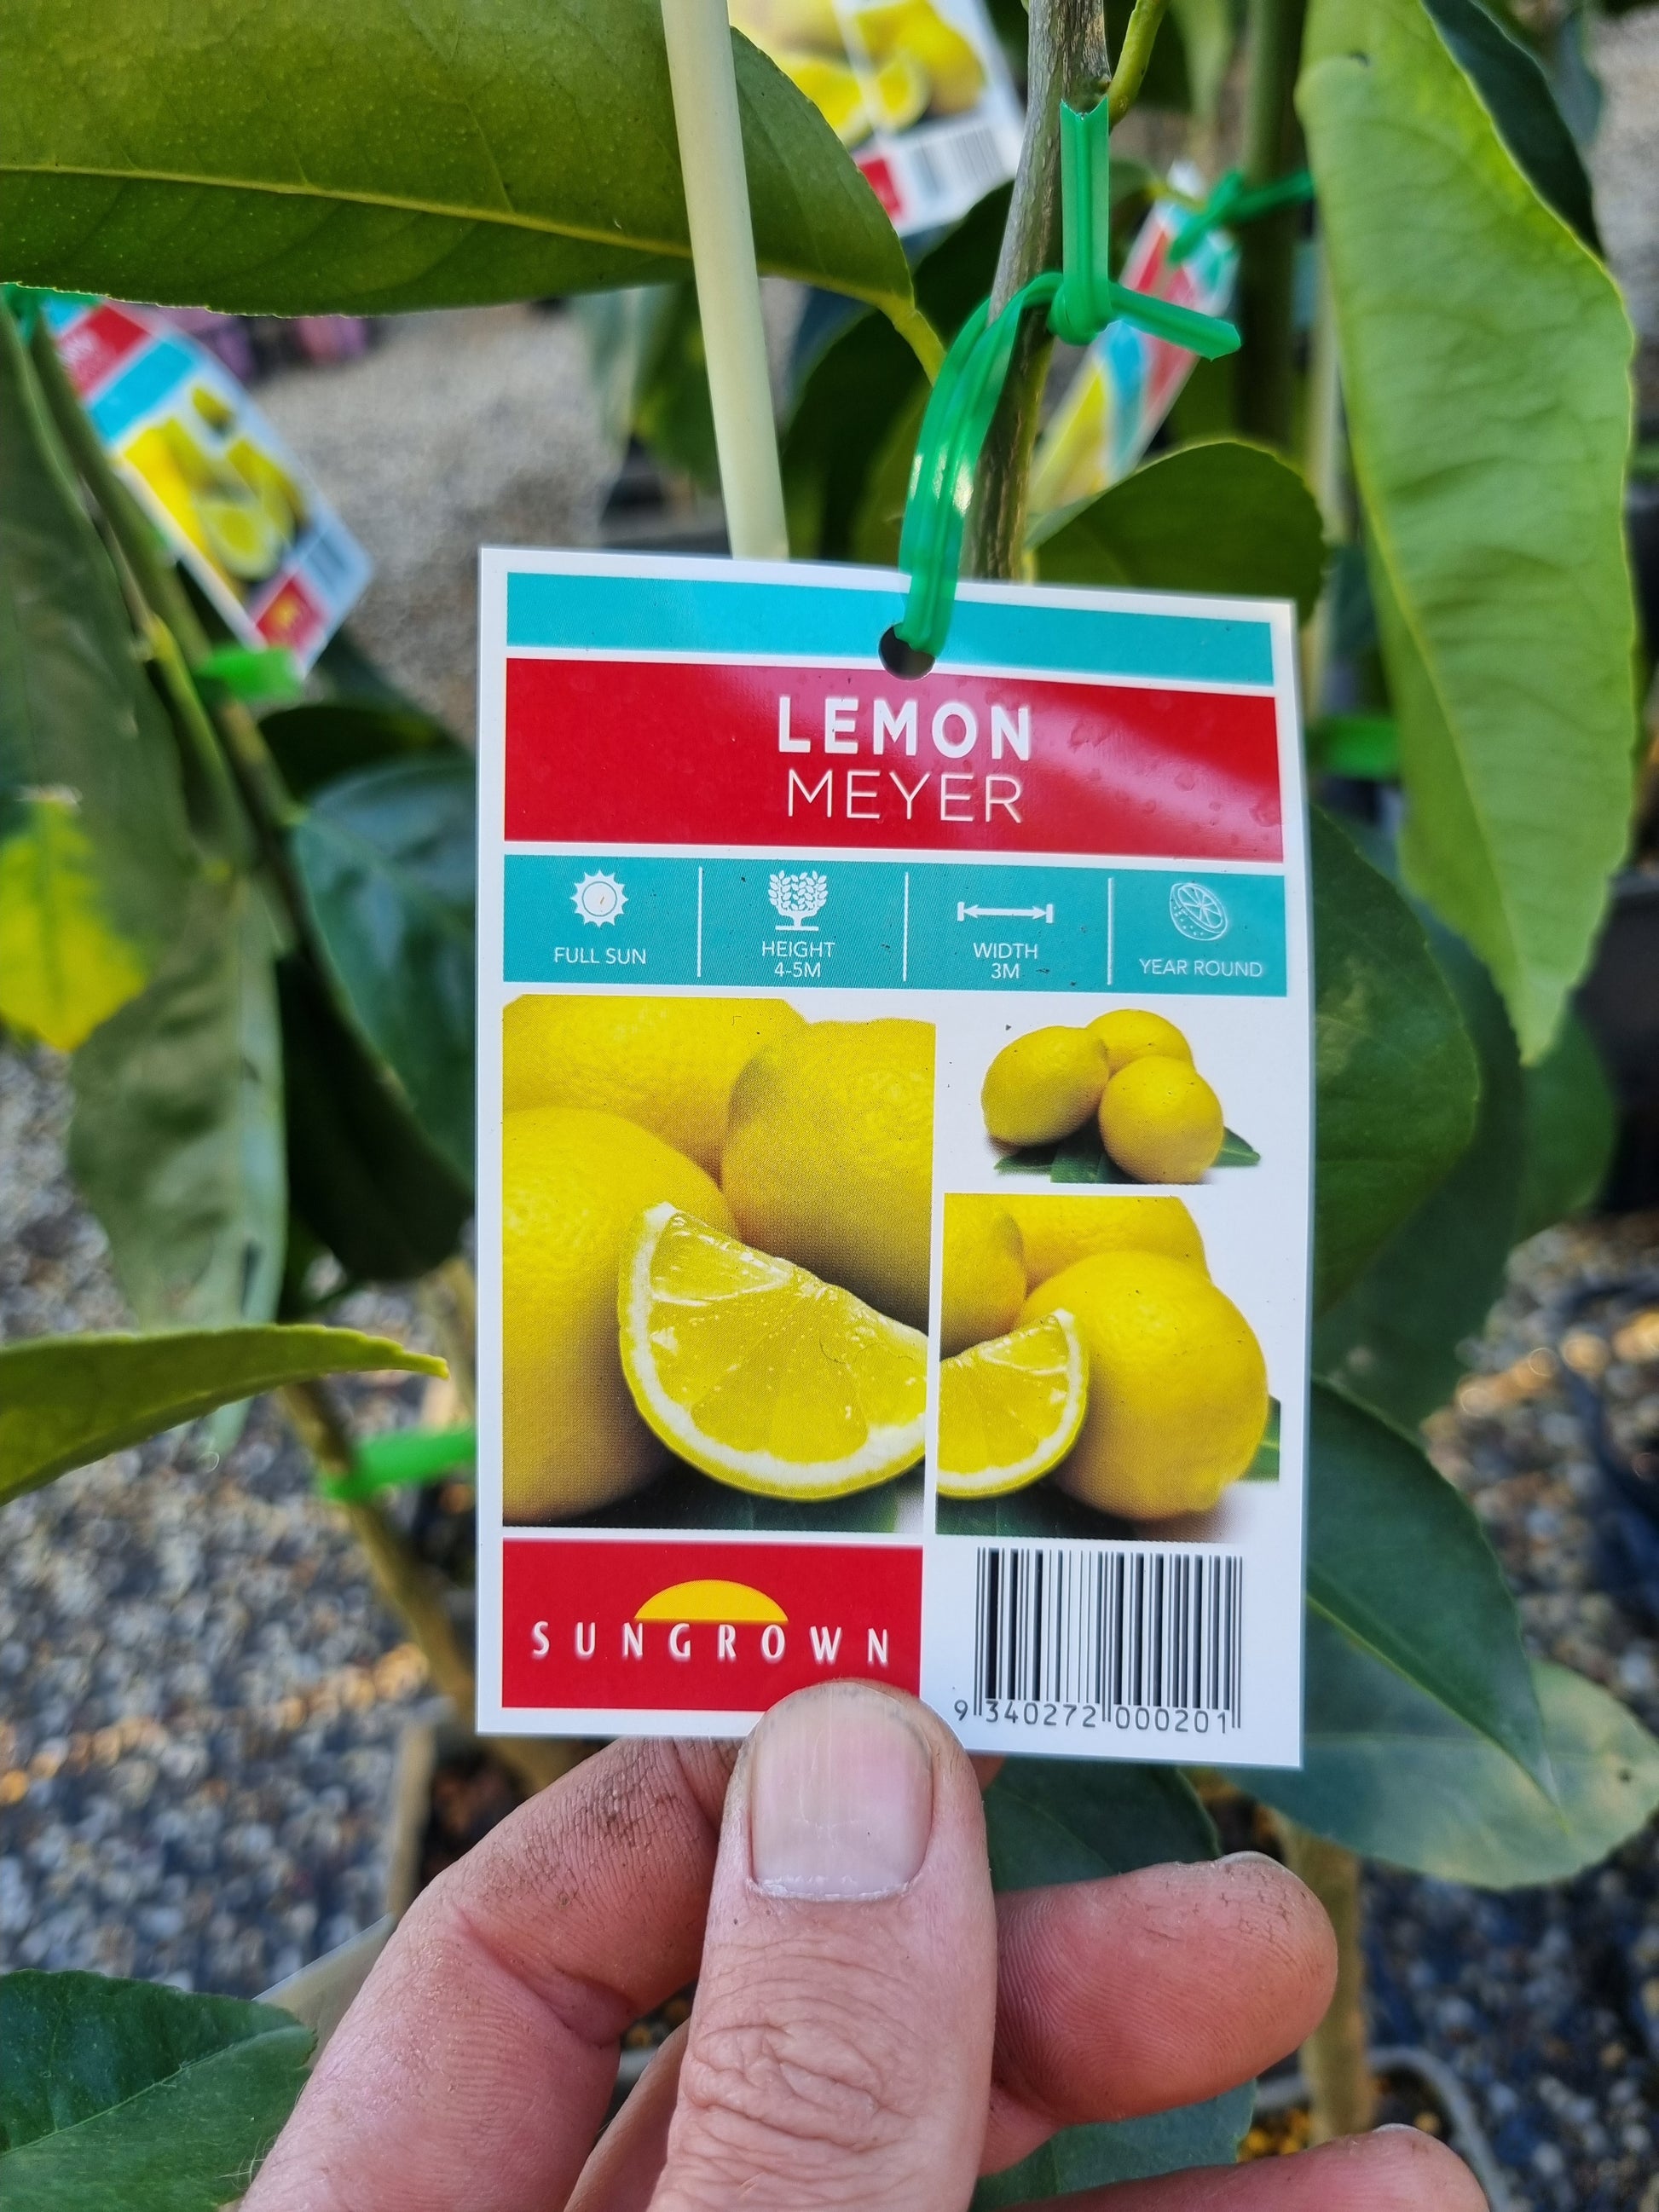 LEMON
MEYER
FULL SUN
HEIGHT
4-5M
WIDTH
3M
YEAR ROUND
SUNGROWN
9 340272 000201